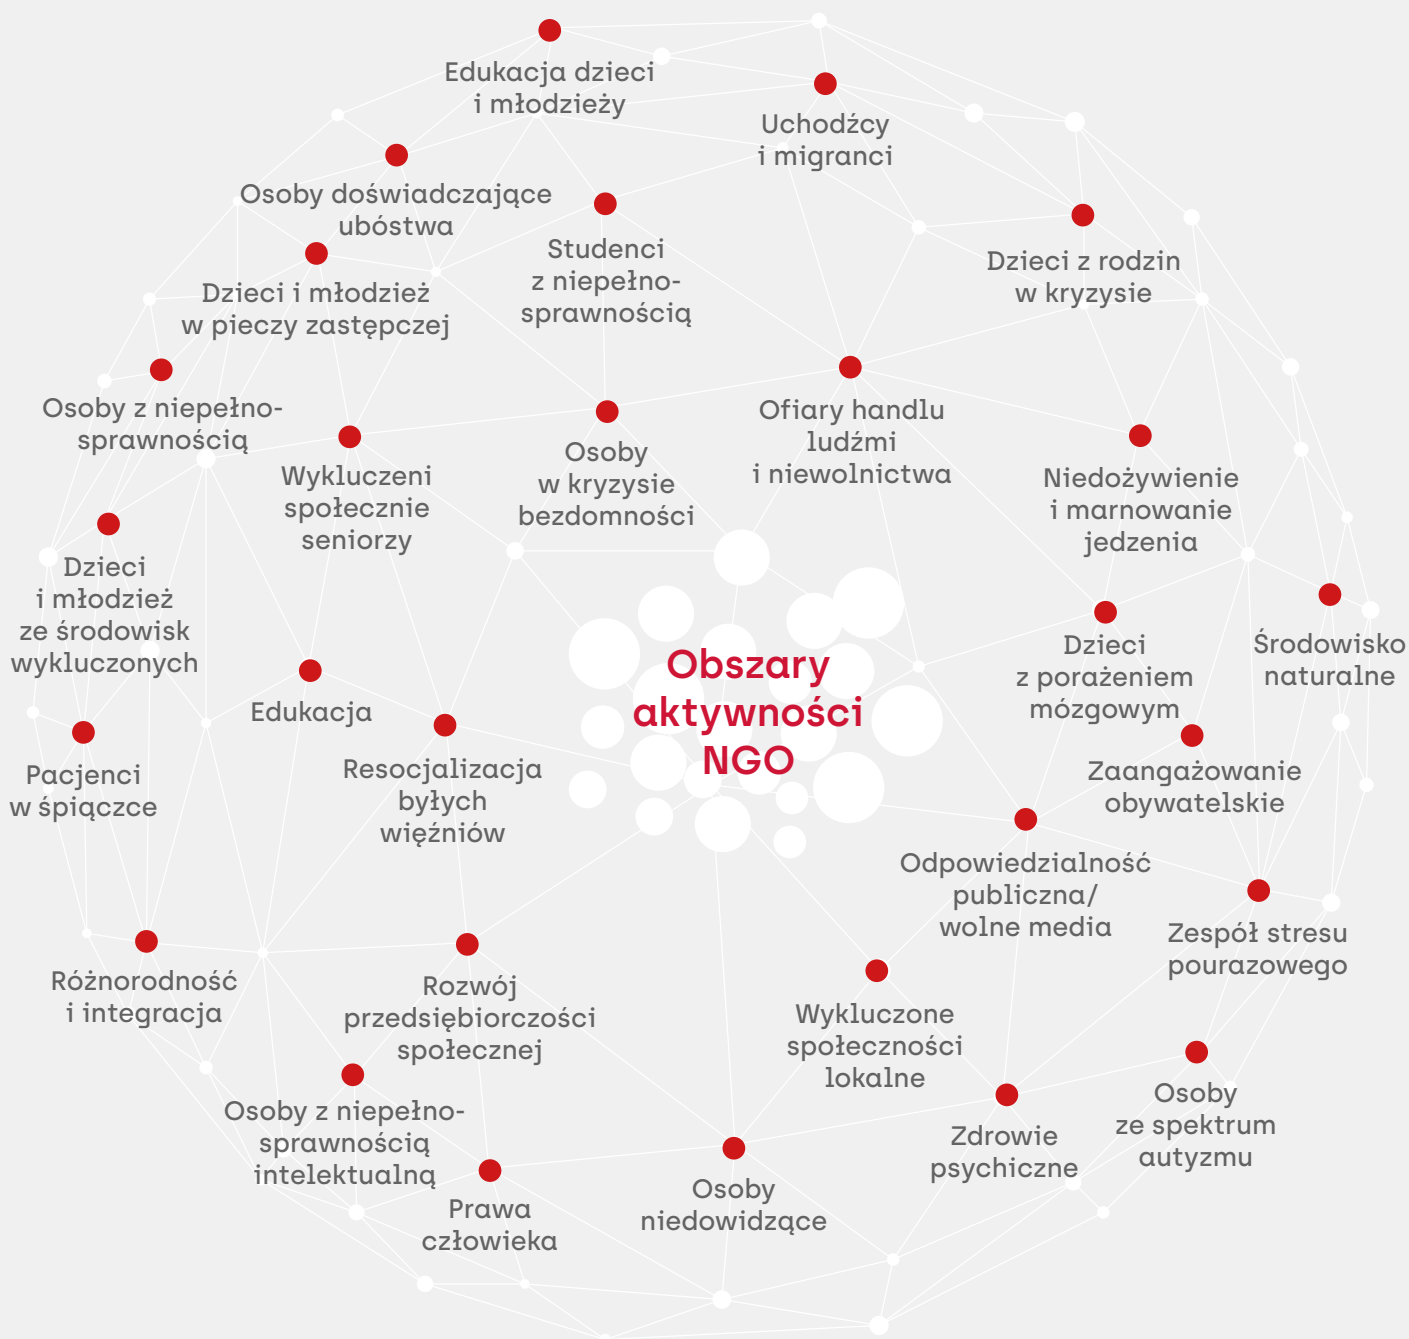 Edukacja dzieci
i młodzieży
Uchodźcy
i migranci
Osoby doświadczające
ubóstwa
Studenci
z niepełno-
sprawnością
Dzieci z rodzin
w kryzysie
Dzieci i młodzież
w pieczy zastępczej
Osoby z niepełno-
sprawnością
Wykluczeni
społecznie
seniorzy
Osoby
w kryzysie
bezdomności
Ofiary handlu
ludźmi
i niewolnictwa
Niedożywienie
i marnowanie
jedzenia
Dzieci
i młodzież
ze środowisk
wykluczonych
Obszary
aktywności
NGO
Dzieci
z porażeniem
mózgowym
Środowisko
naturalne
Edukacja
Pacjenci
w śpiączce
Resocjalizacja
byłych
więźniów
Zaangażowanie
obywatelskie
Odpowiedzialność
publiczna/
wolne media
Zespół stresu
pourazowego
Różnorodność
i integracja
Rozwój
przedsiębiorczości
społecznej
Wykluczone
społeczności
lokalne
Osoby z niepełno-
sprawnością
intelektualną
Zdrowie
psychiczne
Osoby
ze spektrum
autyzmu
Prawa
człowieka
Osoby
niedowidzące